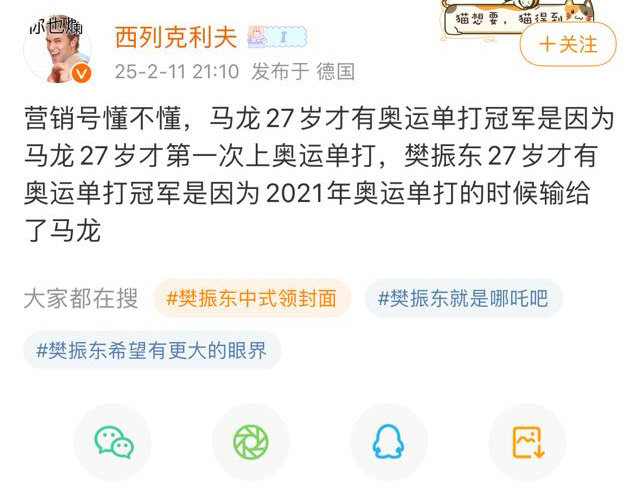 你也懶
西列克利夫
猫想要，猫得到
25-2-11 21:10 发布于 德国
＋关注
营销号懂不懂，马龙27岁才有奥运单打冠军是因为
马龙27岁才第一次上奥运单打，樊振东27岁才有
奥运单打冠军是因为2021年奥运单打的时候输给
了马龙
大家都在搜 #樊振东中式领封面 #樊振东就是哪吒吧
#樊振东希望有更大的眼界